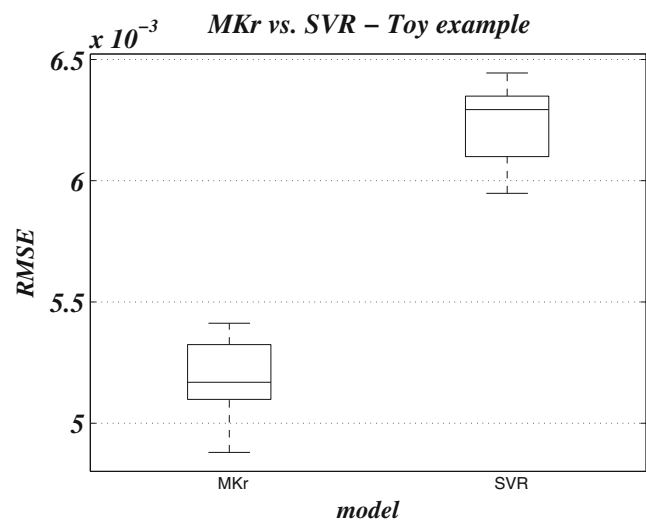 MKr vs. SVR – Toy example
x 10⁻³
6.5
6
5.5
5
RMSE
MKr
SVR
model